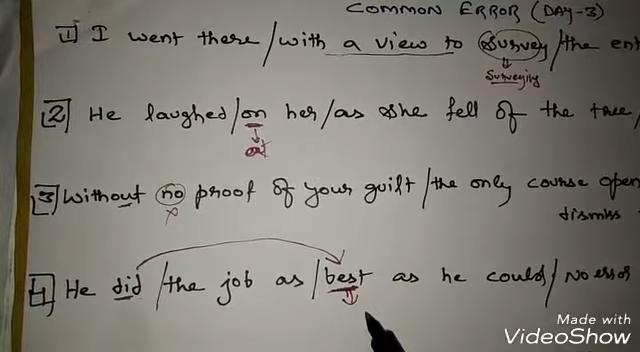 COMMON ERROR (DAY-3)
1 I went there/with a view to survey/the ent
surveying
2 He laughed/on her/as she fell of the tree,
at
3 Without no proof of your guilt/the only course open
x dismiss
4 He did/the job as/best as he could/No error
Made with
VideoShow